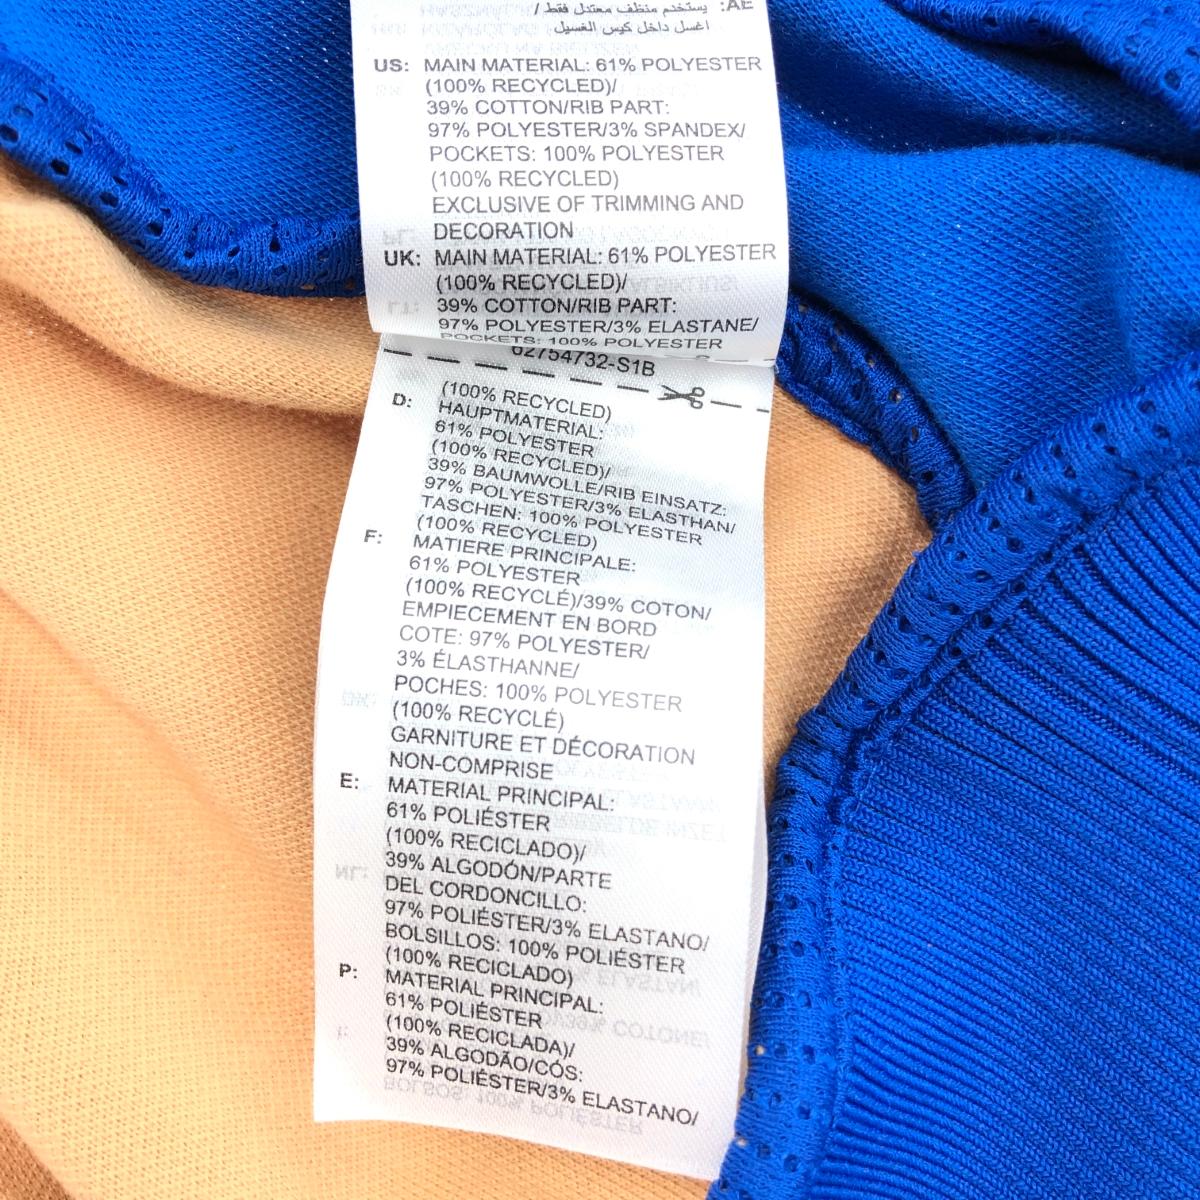 AE: يستخدم منظف معتدل فقط /
اغسل داخل كيس الغسيل
US: MAIN MATERIAL: 61% POLYESTER
(100% RECYCLED)/
39% COTTON/RIB PART:
97% POLYESTER/3% SPANDEX/
POCKETS: 100% POLYESTER
(100% RECYCLED)
EXCLUSIVE OF TRIMMING AND
DECORATION
UK: MAIN MATERIAL: 61% POLYESTER
(100% RECYCLED)/
39% COTTON/RIB PART:
97% POLYESTER/3% ELASTANE/
POCKETS: 100% POLYESTER
62754732-S1B
(100% RECYCLED)
D: HAUPTMATERIAL:
61% POLYESTER
(100% RECYCLED)/
39% BAUMWOLLE/RIB EINSATZ:
97% POLYESTER/3% ELASTHAN/
TASCHEN: 100% POLYESTER
(100% RECYCLED)
F: MATIERE PRINCIPALE:
61% POLYESTER
(100% RECYCLÉ)/39% COTON/
EMPIECEMENT EN BORD
COTE: 97% POLYESTER/
3% ÉLASTHANNE/
POCHES: 100% POLYESTER
(100% RECYCLÉ)
GARNITURE ET DÉCORATION
NON-COMPRISE
E: MATERIAL PRINCIPAL:
61% POLIÉSTER
(100% RECICLADO)/
39% ALGODÓN/PARTE
DEL CORDONCILLO:
97% POLIÉSTER/3% ELASTANO/
BOLSILLOS: 100% POLIÉSTER
(100% RECICLADO)
P: MATERIAL PRINCIPAL:
61% POLIÉSTER
(100% RECICLADA)/
39% ALGODÃO/CÓS:
97% POLIÉSTER/3% ELASTANO/